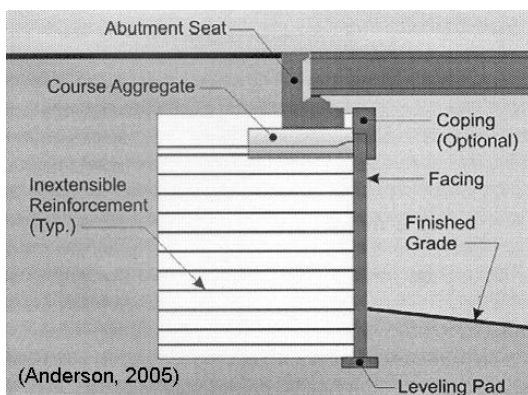 Abutment Seat
Course Aggregate
Coping
(Optional)
Inextensible
Reinforcement
(Typ.)
Facing
Finished
Grade
(Anderson, 2005)
Leveling Pad